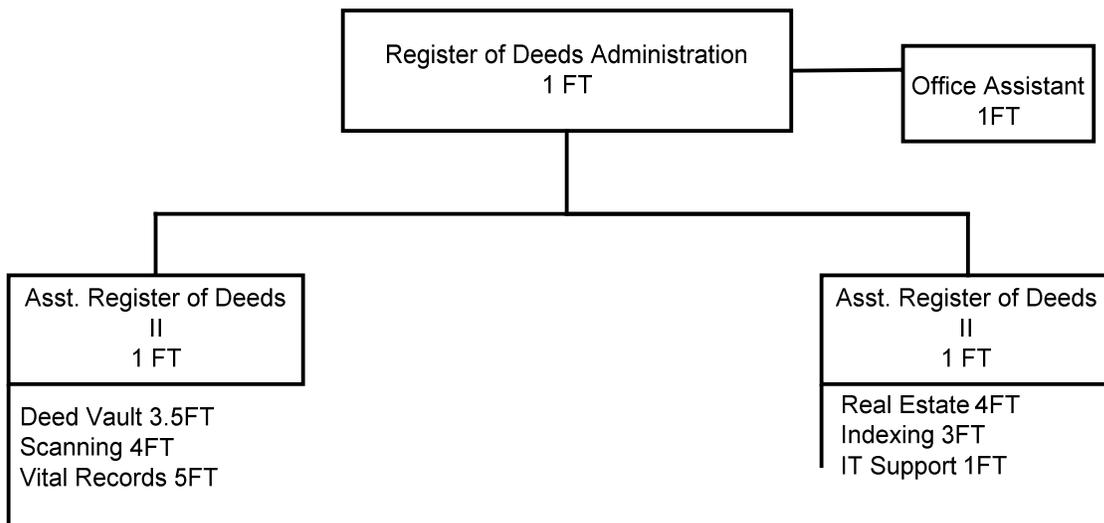 Register of Deeds Administration
1 FT
Office Assistant
1FT
Asst. Register of Deeds
II
1 FT
Deed Vault 3.5FT
Scanning 4FT
Vital Records 5FT
Asst. Register of Deeds
II
1 FT
Real Estate 4FT
Indexing 3FT
IT Support 1FT